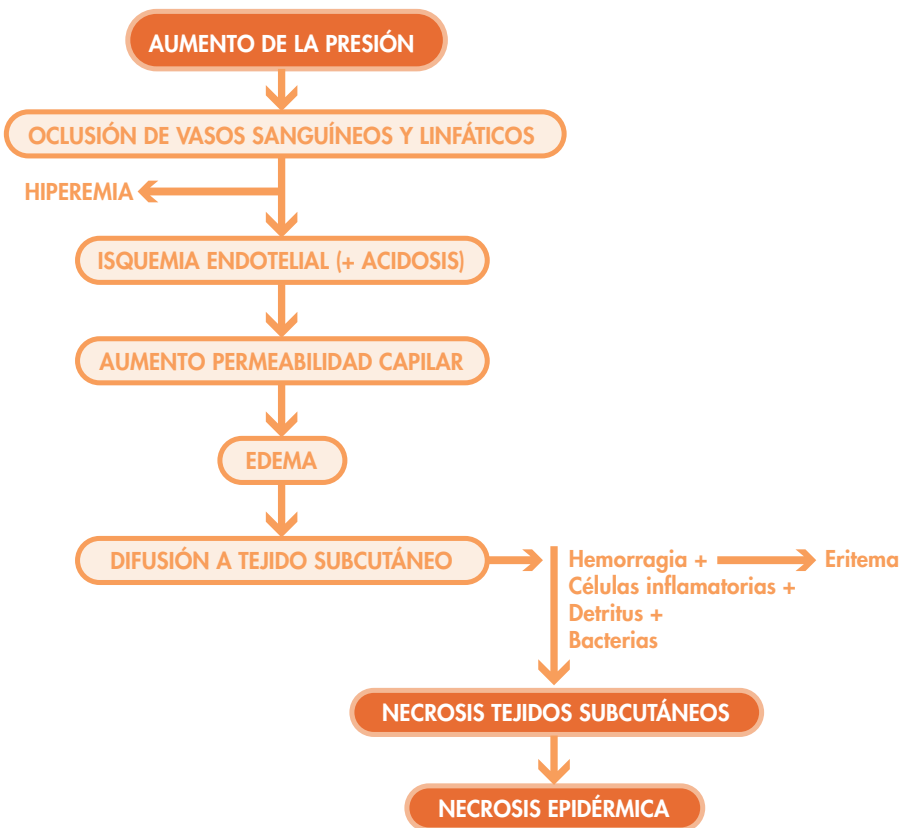 AUMENTO DE LA PRESIÓN
OCLUSIÓN DE VASOS SANGUÍNEOS Y LINFÁTICOS
HIPEREMIA
ISQUEMIA ENDOTELIAL (+ ACIDOSIS)
AUMENTO PERMEABILIDAD CAPILAR
EDEMA
DIFUSIÓN A TEJIDO SUBCUTÁNEO
Hemorragia +
Eritema
Células inflamatorias +
Detritus +
Bacterias
NECROSIS TEJIDOS SUBCUTÁNEOS
NECROSIS EPIDÉRMICA